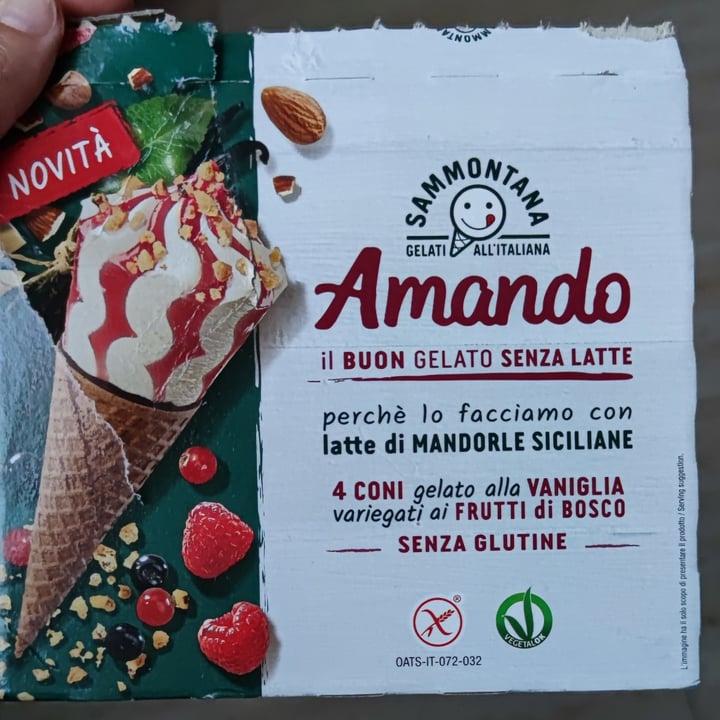 NOVITÀ
SAMMONTANA
GELATI ALL'ITALIANA
Amando
il BUON GELATO SENZA LATTE
perchè lo facciamo con
latte di MANDORLE SICILIANE
4 CONI gelato alla VANIGLIA
variegati ai FRUTTI di BOSCO
SENZA GLUTINE
VEGETALOK
OATS-IT-072-032
L'immagine ha il solo scopo di presentare il prodotto / Serving suggestion.